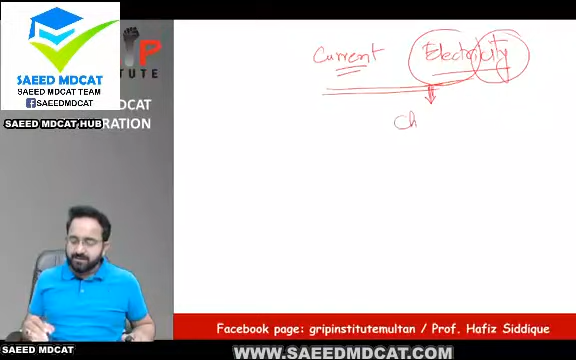 SAEED MDCAT
SAEED MDCAT TEAM
SAEEDMDCAT
SAEED MDCAT HUB
Current Electricity
Ch
Facebook page: gripinstitutemultan / Prof. Hafiz Siddique
SAEED MDCAT
WWW.SAEEDMDCAT.COM